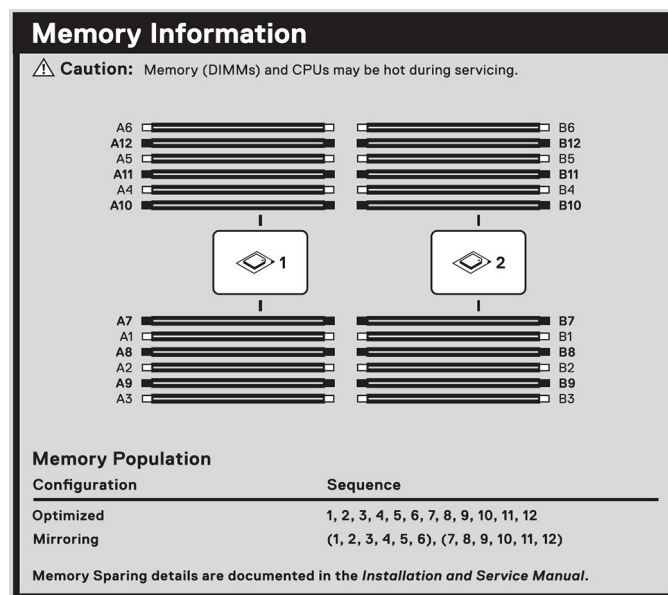 Memory Information
Caution: Memory (DIMMs) and CPUs may be hot during servicing.
A6 B6
A12 B12
A5 B5
A11 B11
A4 B4
A10 B10
1 2
A7 B7
A1 B1
A8 B8
A2 B2
A9 B9
A3 B3
Memory Population
Configuration Sequence
Optimized 1, 2, 3, 4, 5, 6, 7, 8, 9, 10, 11, 12
Mirroring (1, 2, 3, 4, 5, 6), (7, 8, 9, 10, 11, 12)
Memory Sparing details are documented in the Installation and Service Manual.